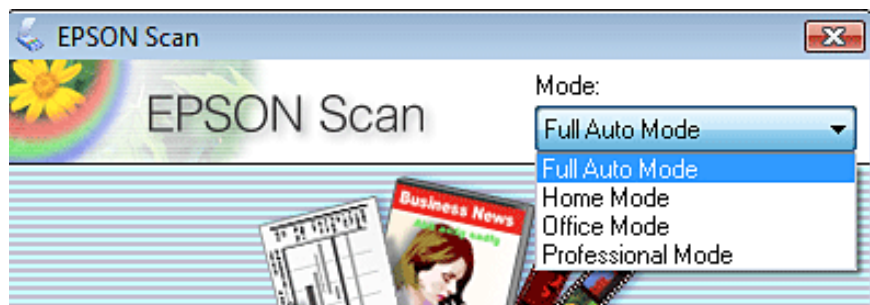 EPSON Scan
EPSON Scan
Mode:
Full Auto Mode
Full Auto Mode
Home Mode
Office Mode
Professional Mode
Business News